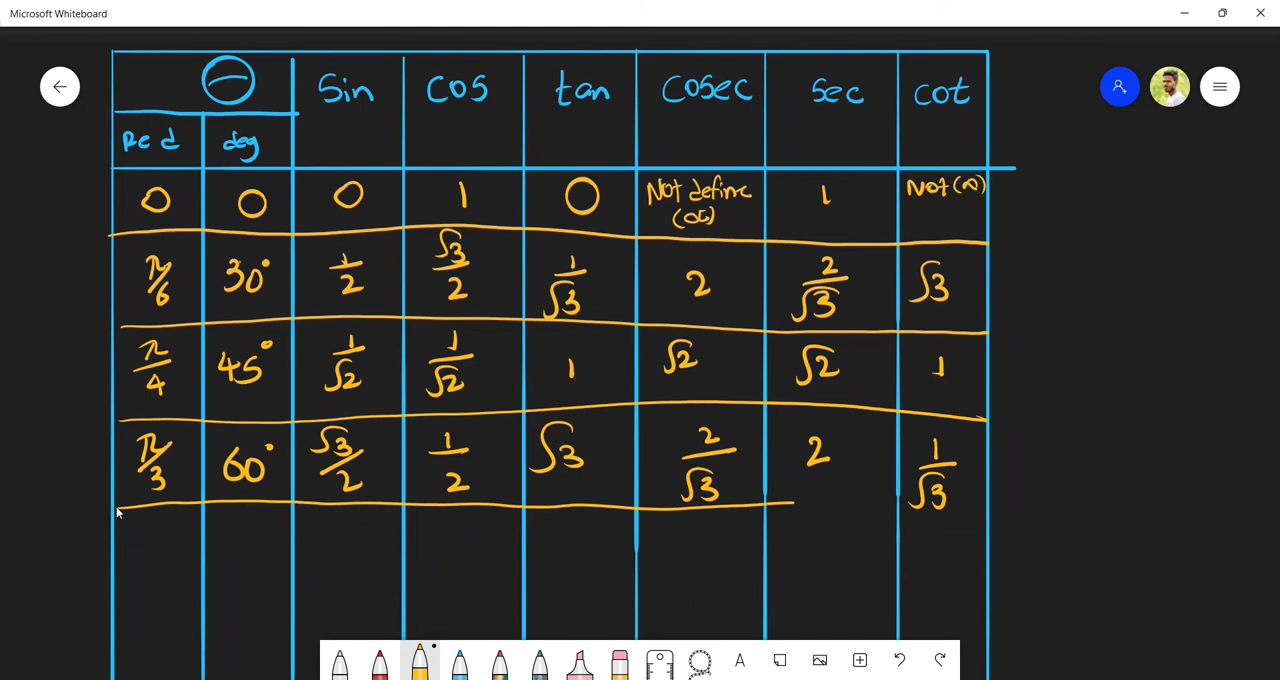 Microsoft Whiteboard
θ Sin COS tan COSec Sec cot
Red deg
0 0 0 1 0 Not define (∞) 1 Not (∞)
π/6 30° 1/2 √3/2 1/√3 2 2/√3 √3
π/4 45° 1/√2 1/√2 1 √2 √2 1
π/3 60° √3/2 1/2 √3 2/√3 2 1/√3
A